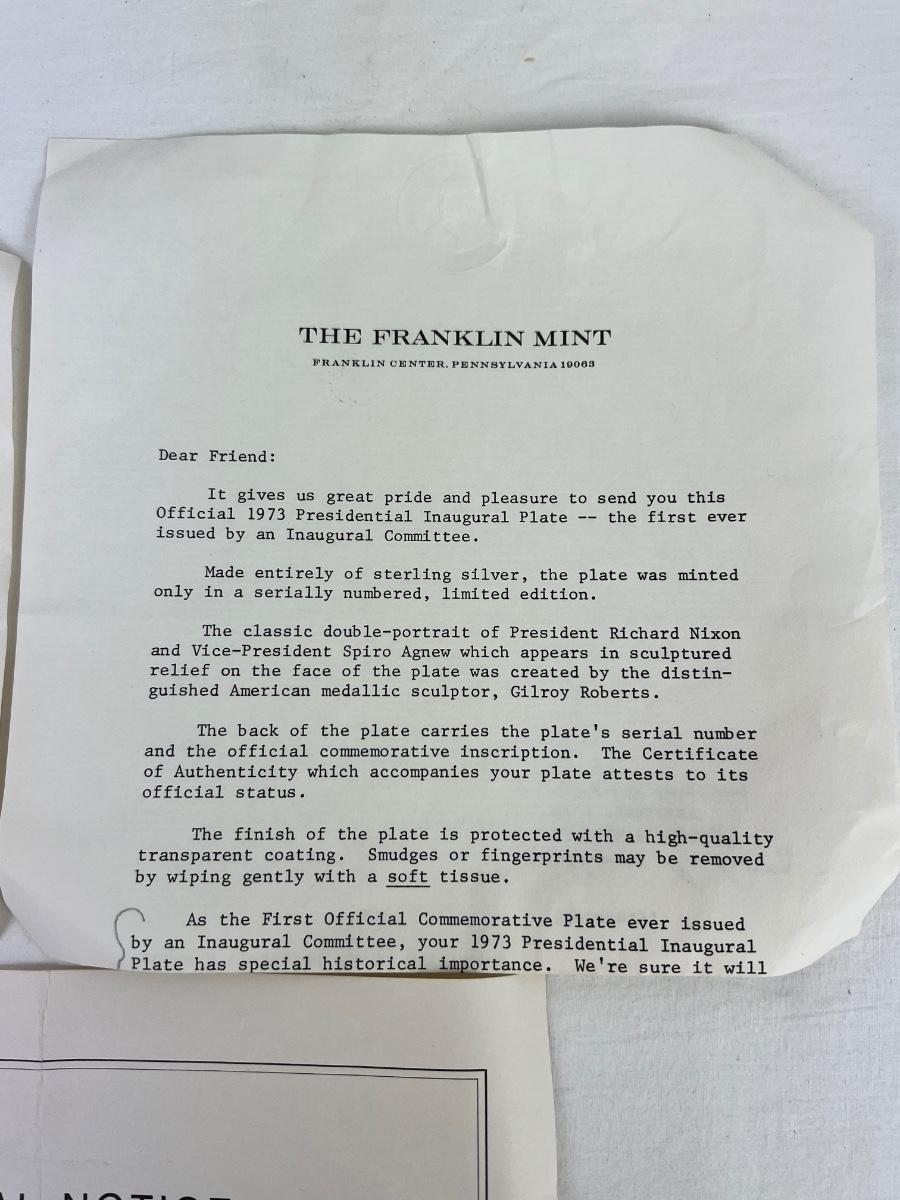 THE FRANKLIN MINT
FRANKLIN CENTER, PENNSYLVANIA 19063
Dear Friend:
It gives us great pride and pleasure to send you this
Official 1973 Presidential Inaugural Plate -- the first ever
issued by an Inaugural Committee.
Made entirely of sterling silver, the plate was minted
only in a serially numbered, limited edition.
The classic double-portrait of President Richard Nixon
and Vice-President Spiro Agnew which appears in sculptured
relief on the face of the plate was created by the distin-
guished American medallic sculptor, Gilroy Roberts.
The back of the plate carries the plate's serial number
and the official commemorative inscription. The Certificate
of Authenticity which accompanies your plate attests to its
official status.
The finish of the plate is protected with a high-quality
transparent coating. Smudges or fingerprints may be removed
by wiping gently with a soft tissue.
As the First Official Commemorative Plate ever issued
by an Inaugural Committee, your 1973 Presidential Inaugural
Plate has special historical importance. We're sure it will
NOTICE